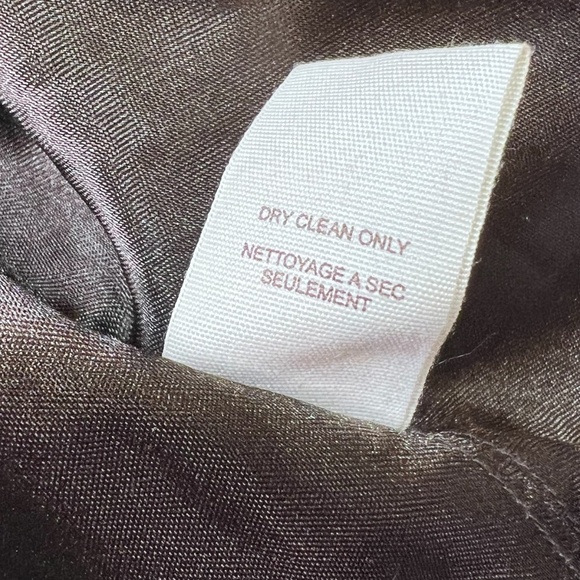 DRY CLEAN ONLY
NETTOYAGE A SEC
SEULEMENT